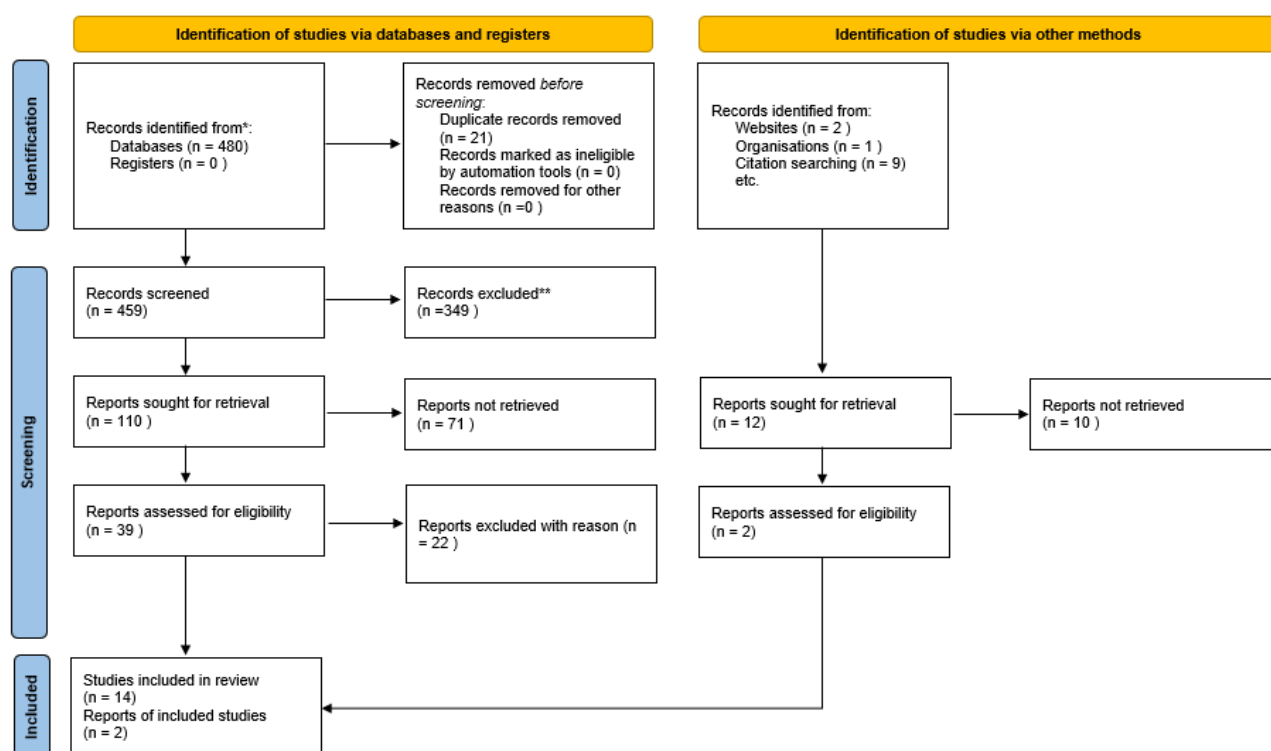 Identification of studies via databases and registers
Identification of studies via other methods
Identification
Records identified from*:
Databases (n = 480)
Registers (n = 0 )
Records removed before
screening:
Duplicate records removed
(n = 21)
Records marked as ineligible
by automation tools (n = 0)
Records removed for other
reasons (n =0 )
Records identified from:
Websites (n = 2 )
Organisations (n = 1 )
Citation searching (n = 9)
etc.
Screening
Records screened
(n = 459)
Records excluded**
(n =349 )
Reports sought for retrieval
(n = 110 )
Reports not retrieved
(n = 71 )
Reports sought for retrieval
(n = 12)
Reports not retrieved
(n = 10 )
Reports assessed for eligibility
(n = 39 )
Reports excluded with reason (n
= 22 )
Reports assessed for eligibility
(n = 2)
Included
Studies included in review
(n = 14)
Reports of included studies
(n = 2)